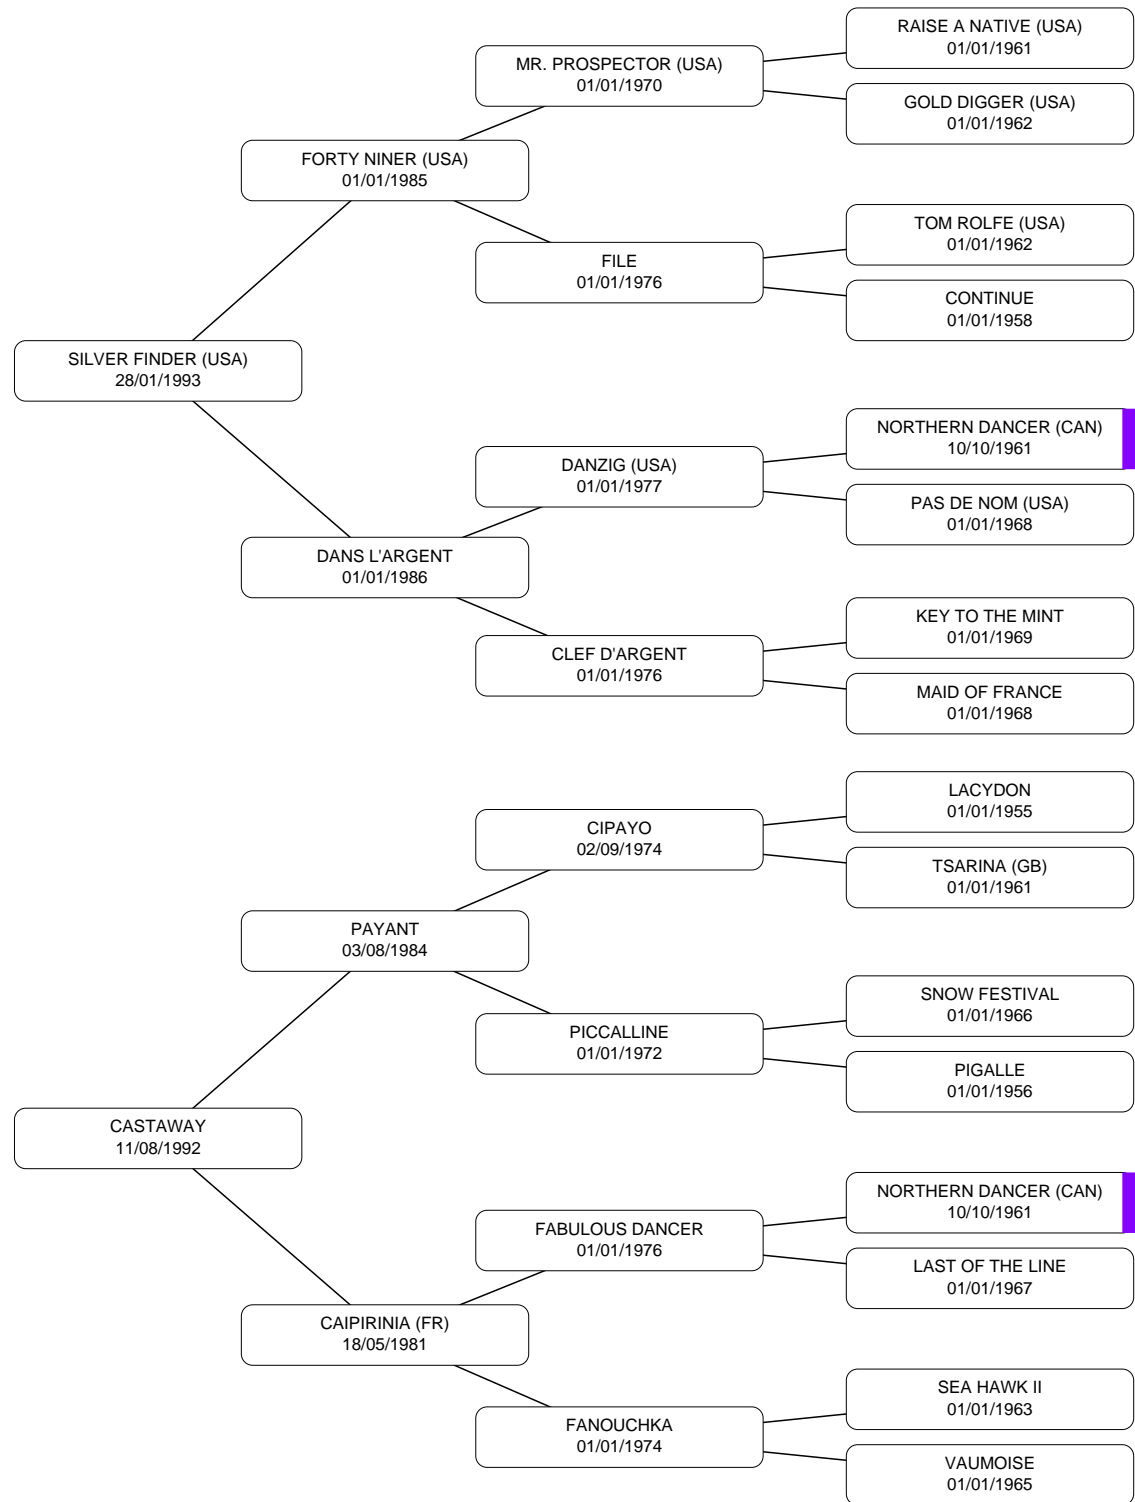 RAISE A NATIVE (USA)
01/01/1961
MR. PROSPECTOR (USA)
01/01/1970
GOLD DIGGER (USA)
01/01/1962
FORTY NINER (USA)
01/01/1985
TOM ROLFE (USA)
01/01/1962
FILE
01/01/1976
CONTINUE
01/01/1958
SILVER FINDER (USA)
28/01/1993
NORTHERN DANCER (CAN)
10/10/1961
DANZIG (USA)
01/01/1977
PAS DE NOM (USA)
01/01/1968
DANS L'ARGENT
01/01/1986
KEY TO THE MINT
01/01/1969
CLEF D'ARGENT
01/01/1976
MAID OF FRANCE
01/01/1968
LACYDON
01/01/1955
CIPAYO
02/09/1974
TSARINA (GB)
01/01/1961
PAYANT
03/08/1984
SNOW FESTIVAL
01/01/1966
PICCALLINE
01/01/1972
PIGALLE
01/01/1956
CASTAWAY
11/08/1992
NORTHERN DANCER (CAN)
10/10/1961
FABULOUS DANCER
01/01/1976
LAST OF THE LINE
01/01/1967
CAIPIRINIA (FR)
18/05/1981
SEA HAWK II
01/01/1963
FANOUCHKA
01/01/1974
VAUMOISE
01/01/1965